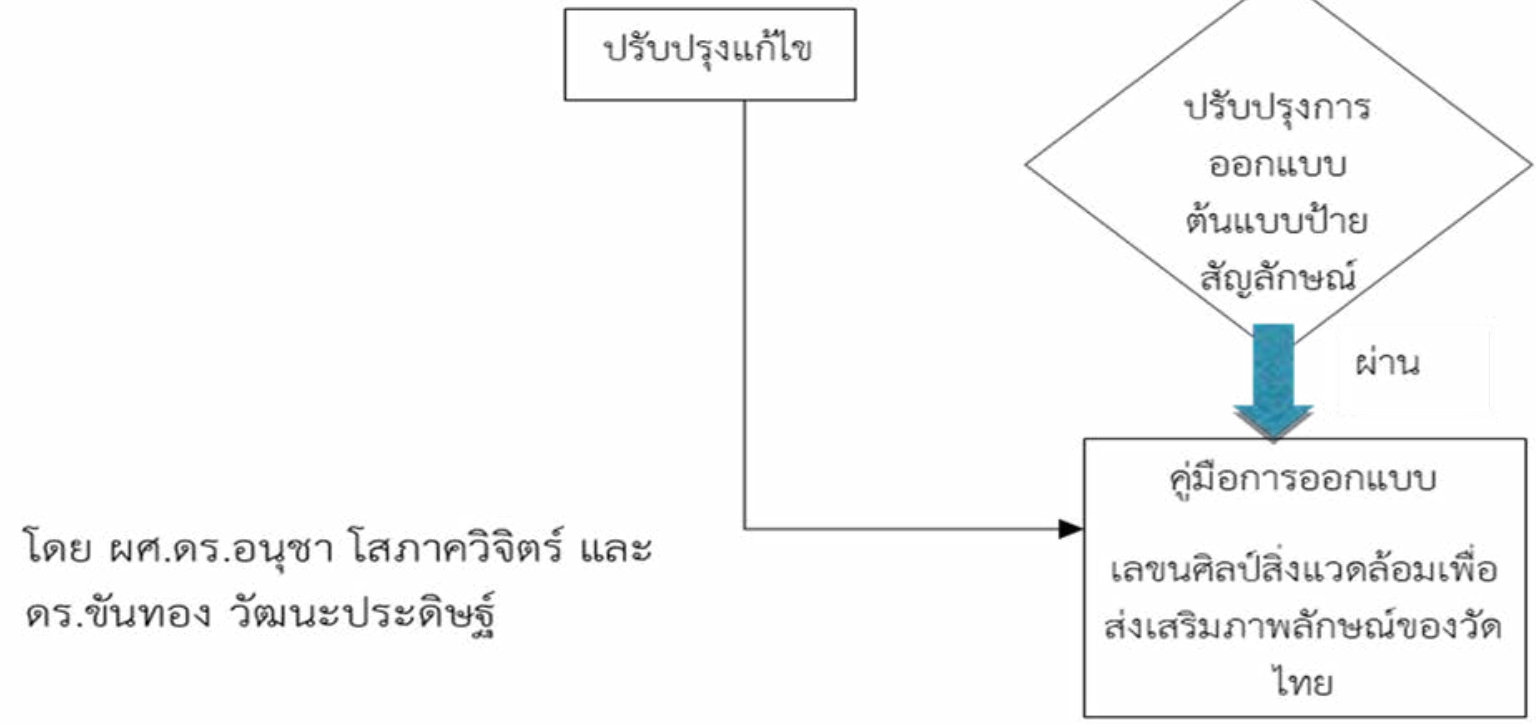 ปรับปรุงแก้ไข
ปรับปรุงการ
ออกแบบ
ต้นแบบป้าย
สัญลักษณ์
ผ่าน
คู่มือการออกแบบ
เลขนศิลป์สิ่งแวดล้อมเพื่อ
ส่งเสริมภาพลักษณ์ของวัด
ไทย
โดย ผศ.ดร.อนุชา โสภาควิจิตร์ และ
ดร.ขันทอง วัฒนะประดิษฐ์